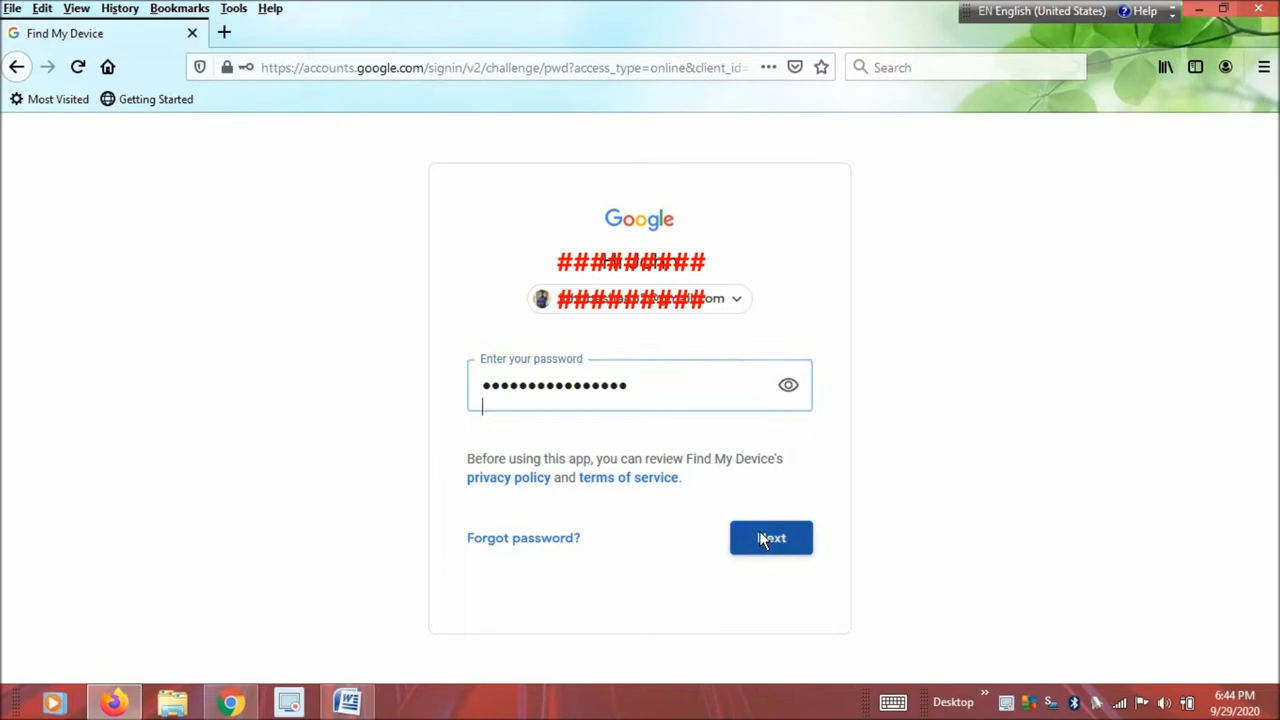 File Edit View History Bookmarks Tools Help
EN English (United States) ? Help
Find My Device
https://accounts.google.com/signin/v2/challenge/pwd?access_type=online&client_id=
Search
Most Visited Getting Started
Google
#########
#########
Enter your password
••••••••••••••••
Before using this app, you can review Find My Device's
privacy policy and terms of service.
Forgot password? Next
Desktop
6:44 PM
9/29/2020